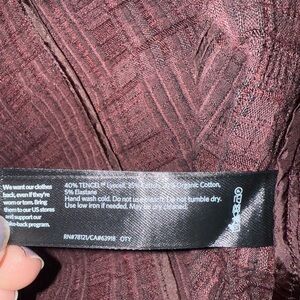 We want our clothes
back, even if they're
worn or torn. Bring
them to our US stores
and support our
take-back program.
40% TENCEL™ Lyocell, 35% Cotton, 20% Organic Cotton,
5% Elastane
Hand wash cold. Do not use bleach. Do not tumble dry.
Use low iron if needed. May be dry cleaned.
RN#78121/CA#63918 QTY